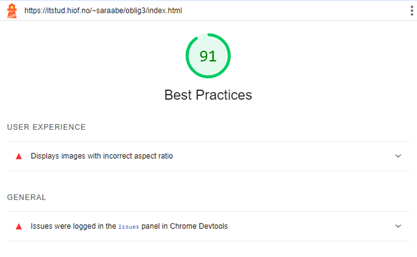 https://itstud.hiof.no/~saraabe/oblig3/index.html
91
Best Practices
USER EXPERIENCE
Displays images with incorrect aspect ratio
GENERAL
Issues were logged in the Issues panel in Chrome Devtools